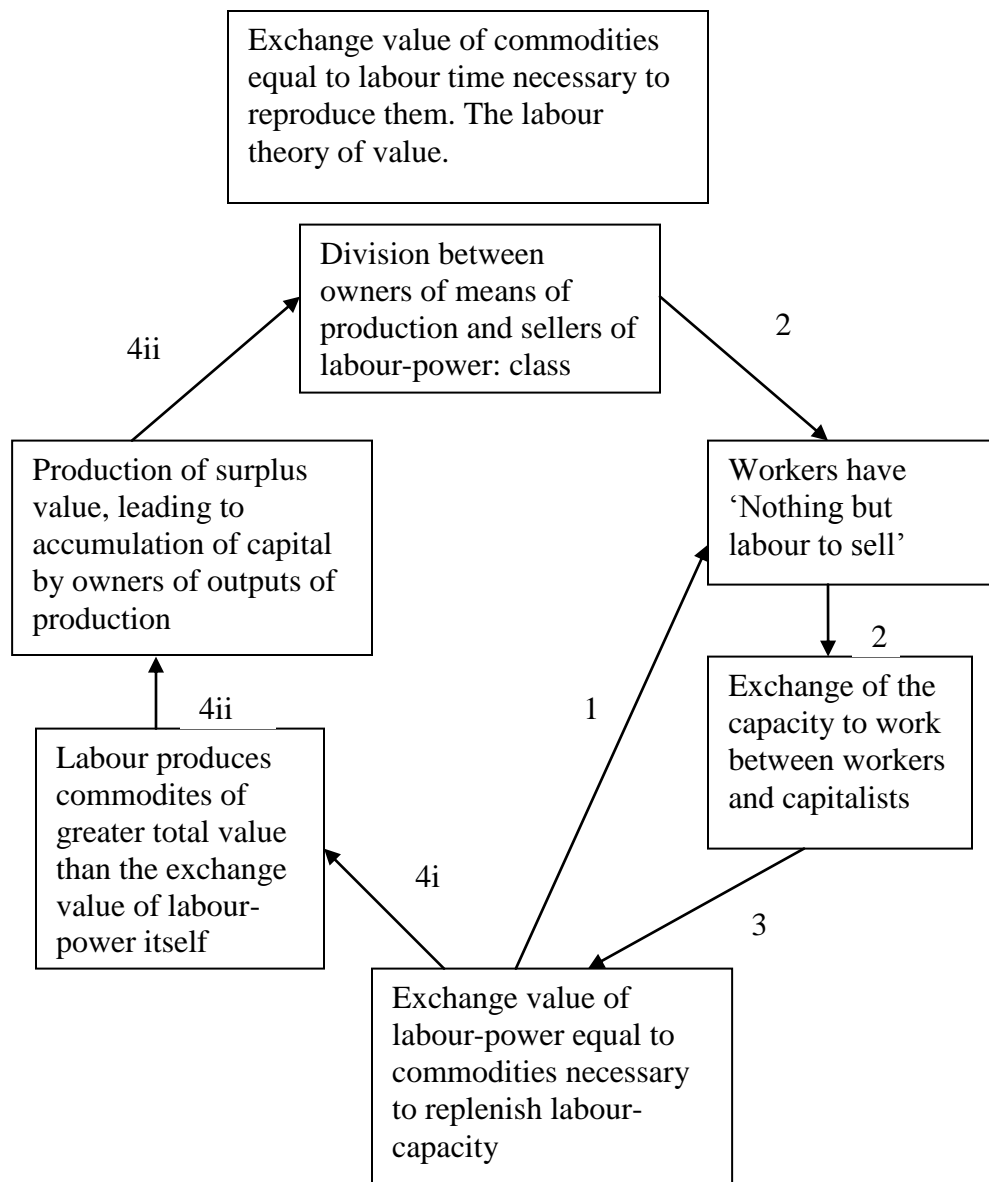 Exchange value of commodities
equal to labour time necessary to
reproduce them. The labour
theory of value.
Division between
owners of means of
production and sellers of
labour-power: class
4ii
2
Production of surplus
value, leading to
accumulation of capital
by owners of outputs of
production
Workers have
‘Nothing but
labour to sell’
2
Exchange of the
capacity to work
between workers
and capitalists
1
4ii
Labour produces
commodites of
greater total value
than the exchange
value of labour-
power itself
4i
3
Exchange value of
labour-power equal to
commodities necessary
to replenish labour-
capacity